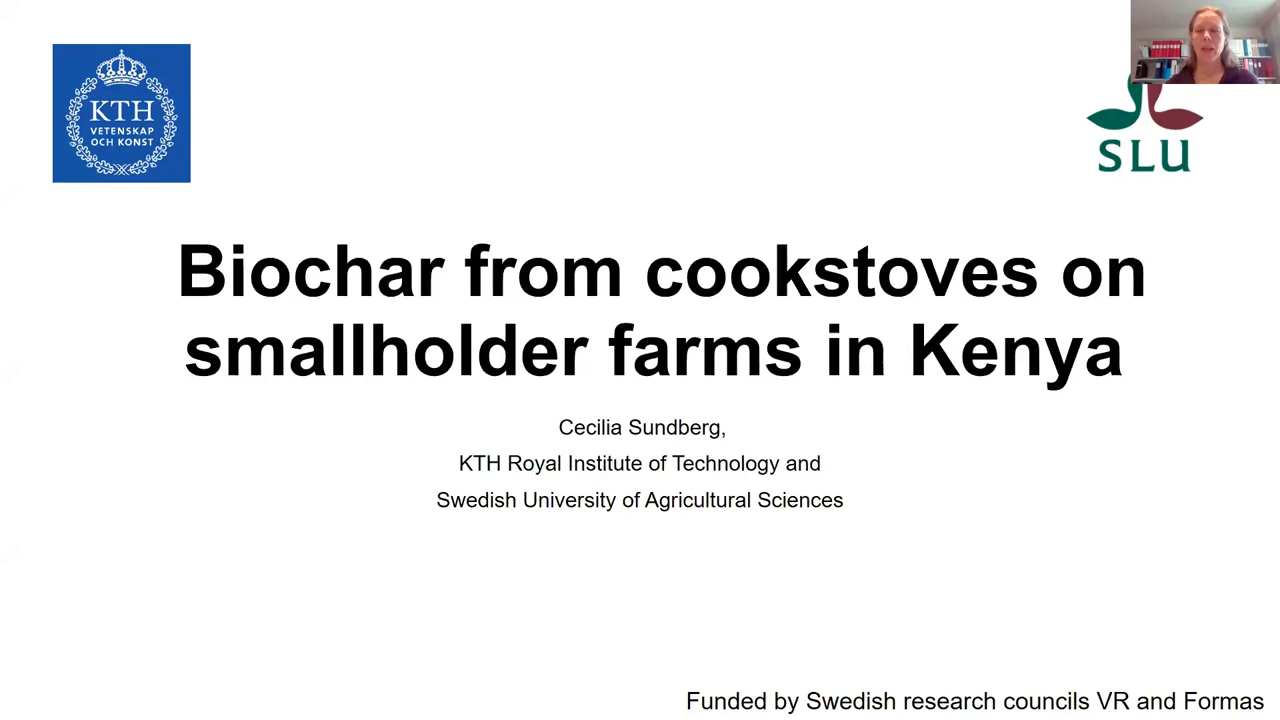 KTH
VETENSKAP
OCH KONST
SLU
Biochar from cookstoves on
smallholder farms in Kenya
Cecilia Sundberg,
KTH Royal Institute of Technology and
Swedish University of Agricultural Sciences
Funded by Swedish research councils VR and Formas